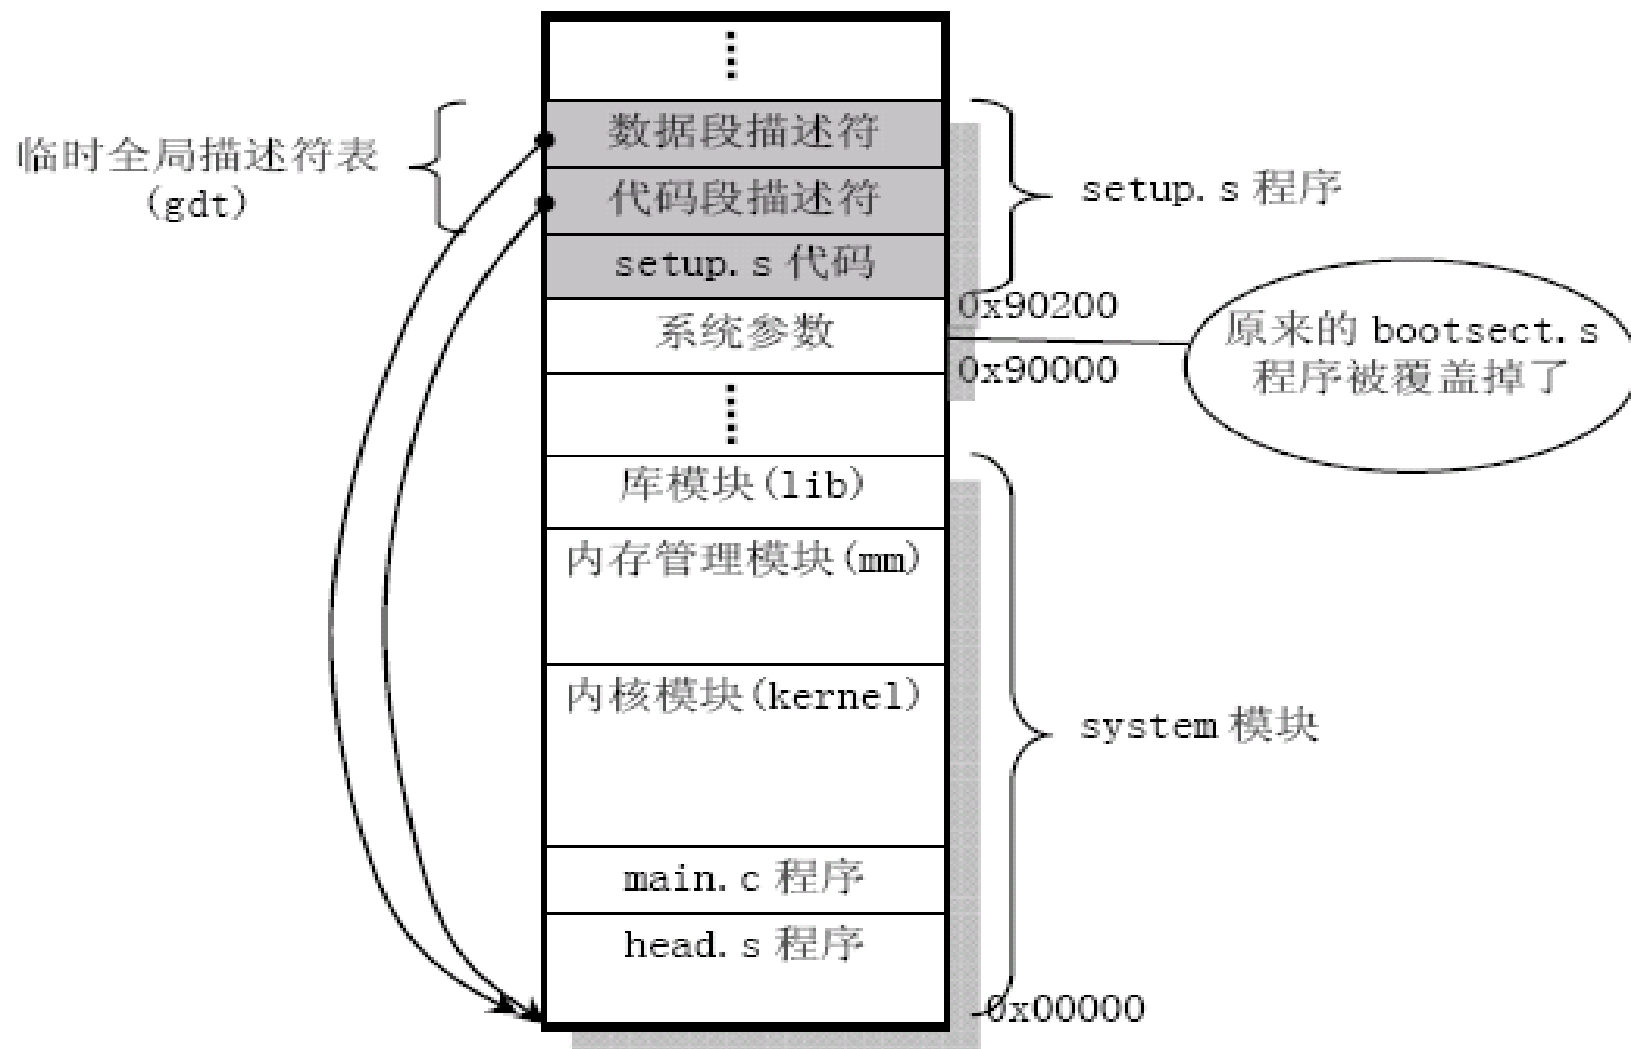 临时全局描述符表
(gdt)
数据段描述符
代码段描述符
setup.s 代码
系统参数
库模块(lib)
内存管理模块(mm)
内核模块(kernel)
main.c 程序
head.s 程序
setup.s 程序
0x90200
0x90000
原来的 bootsect.s
程序被覆盖掉了
system 模块
0x00000